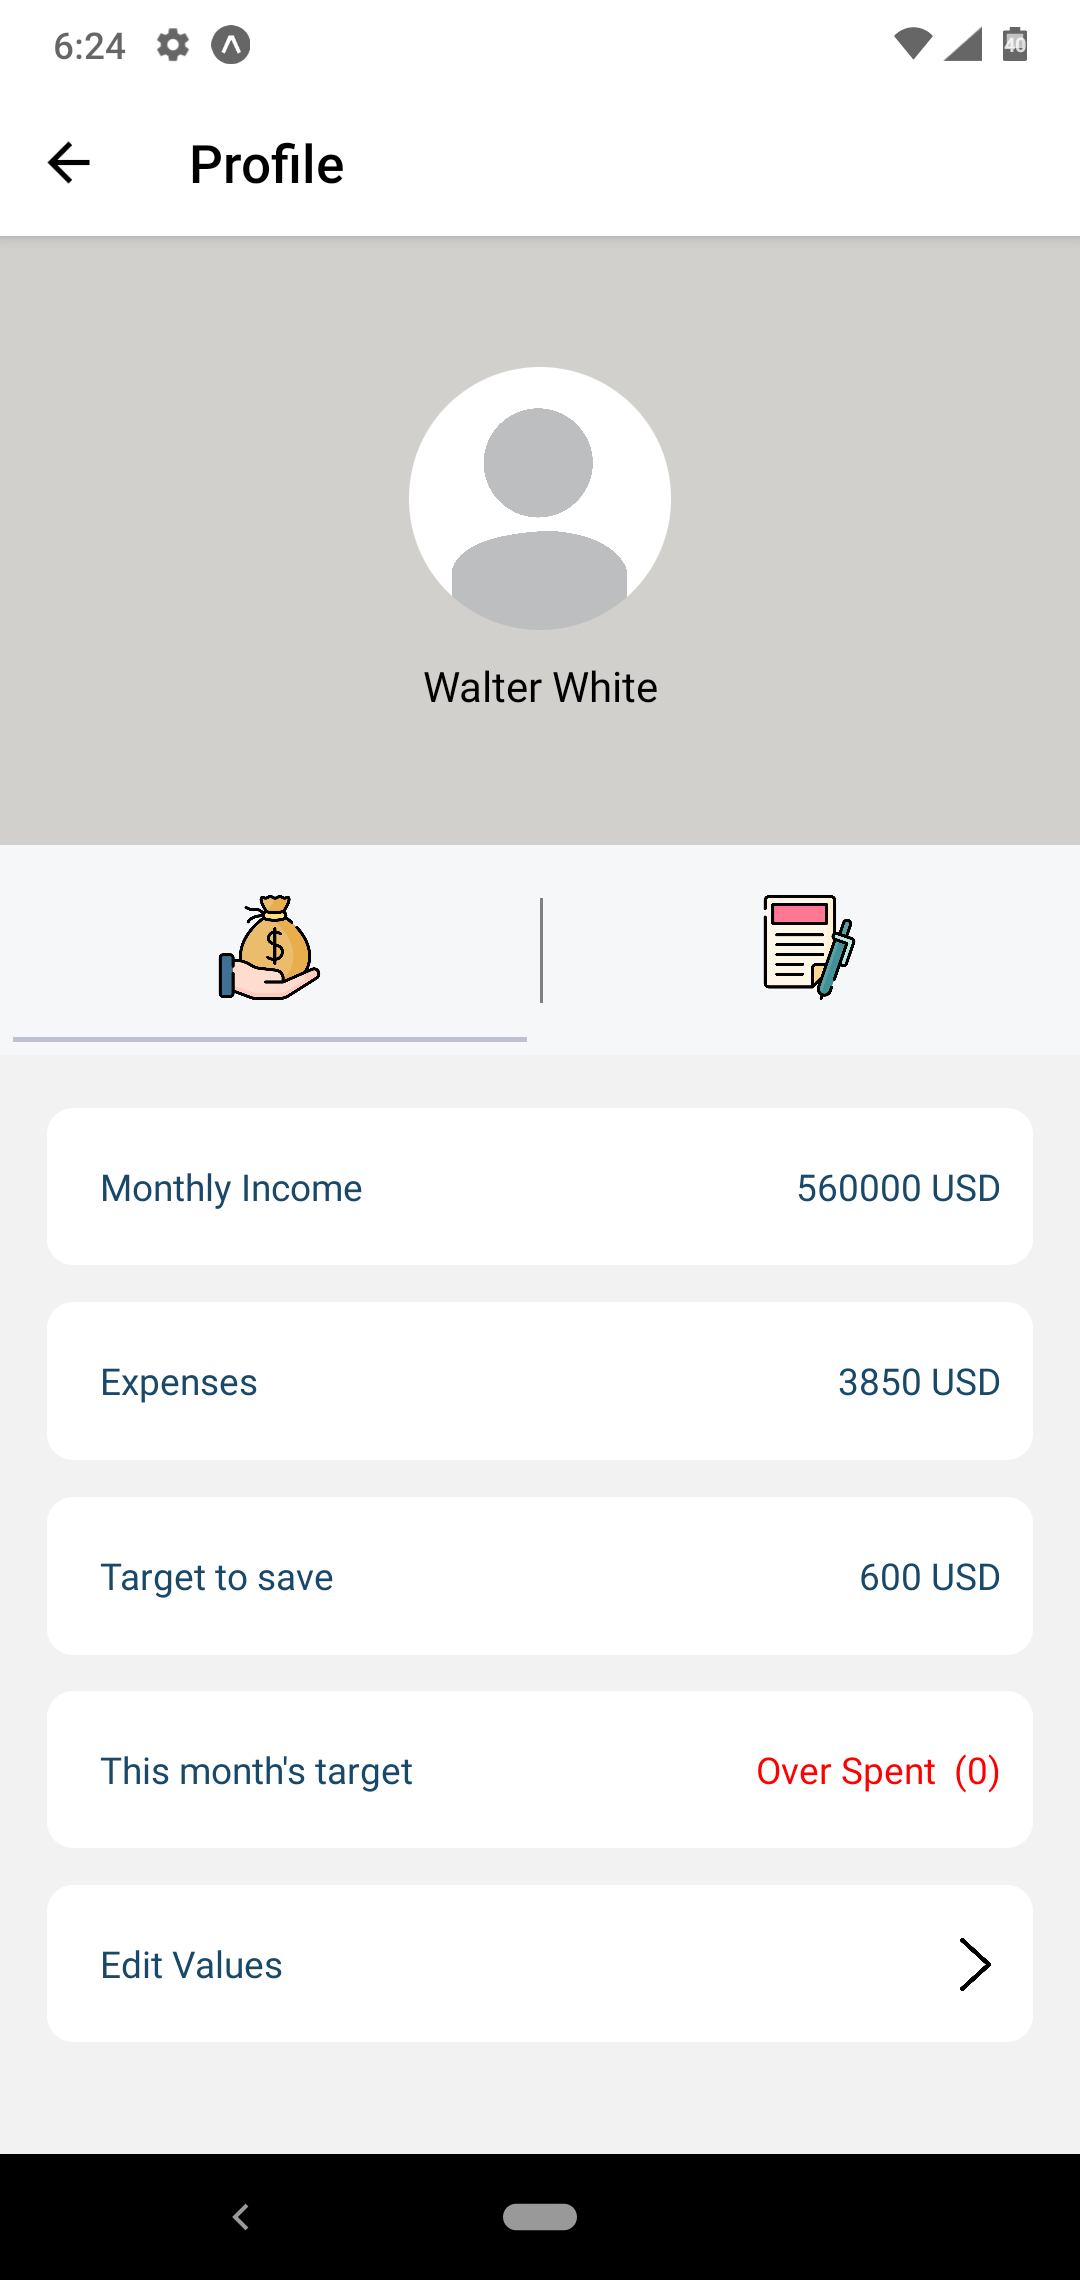 6:24
40
Profile
Walter White
$
Monthly Income 560000 USD
Expenses 3850 USD
Target to save 600 USD
This month's target Over Spent (0)
Edit Values